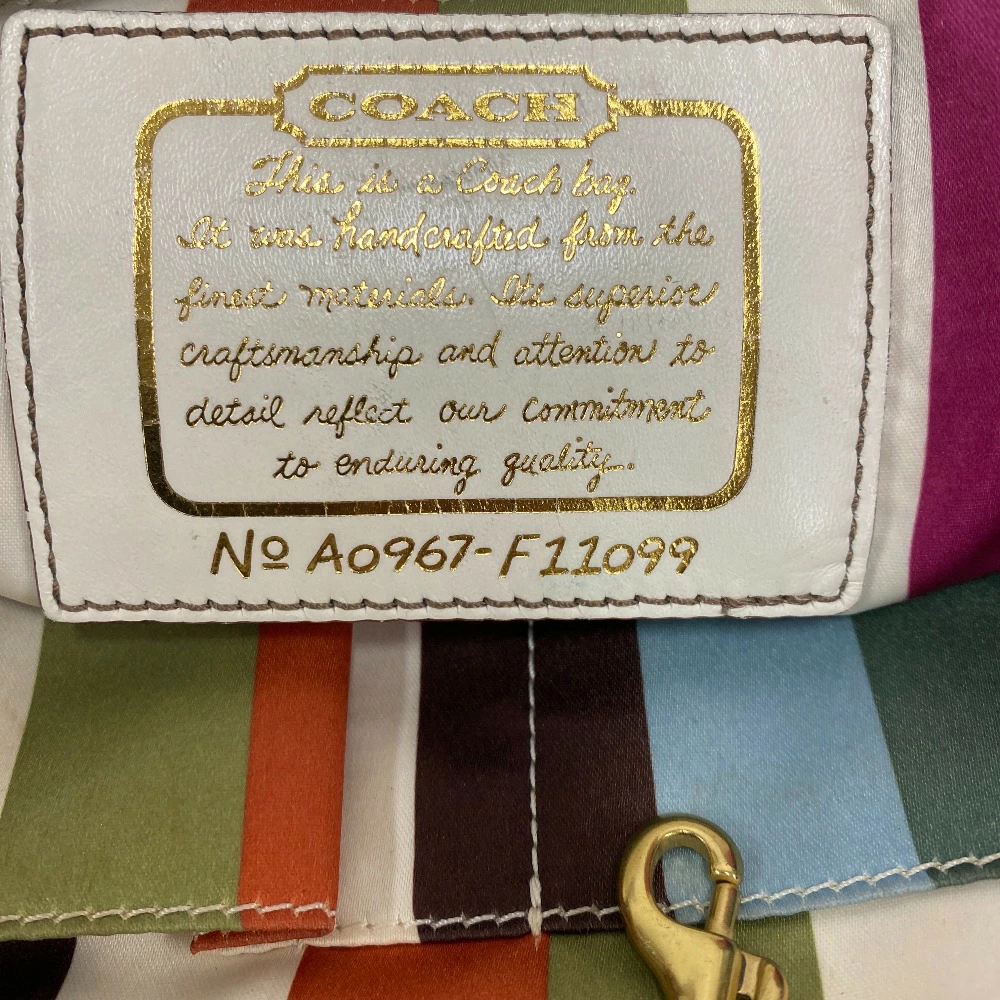 COACH
This is a Coach bag.
It was handcrafted from the
finest materials. It's superior
craftsmanship and attention to
detail reflect our commitment
to enduring quality.
Nº A0967-F11099